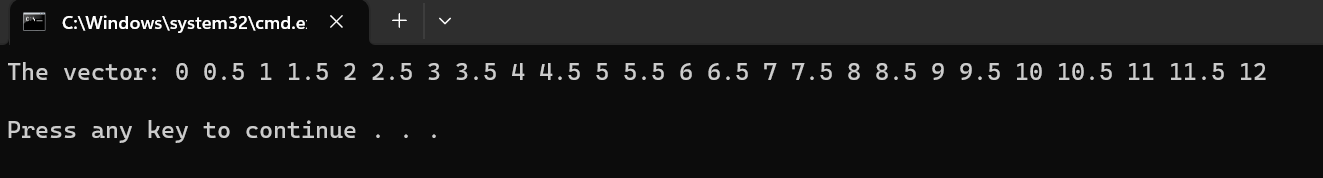 C:\Windows\system32\cmd.e
The vector: 0 0.5 1 1.5 2 2.5 3 3.5 4 4.5 5 5.5 6 6.5 7 7.5 8 8.5 9 9.5 10 10.5 11 11.5 12
Press any key to continue . . .